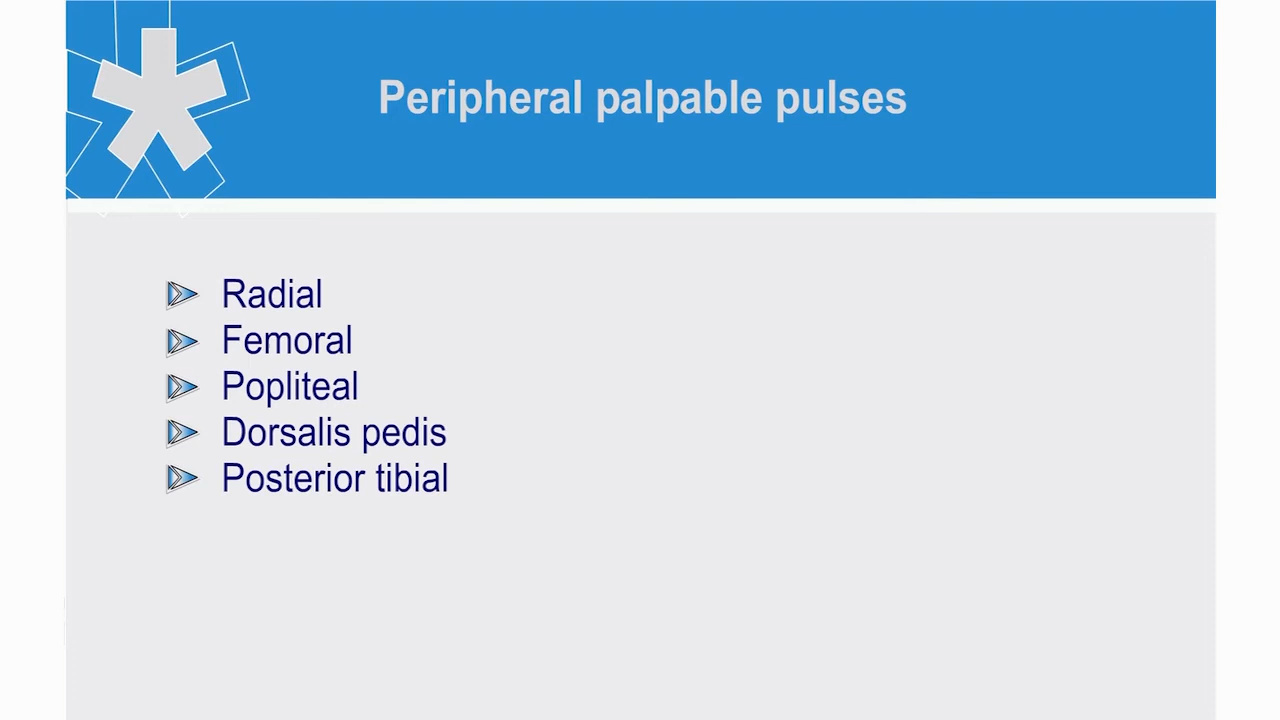 Peripheral palpable pulses
Radial
Femoral
Popliteal
Dorsalis pedis
Posterior tibial